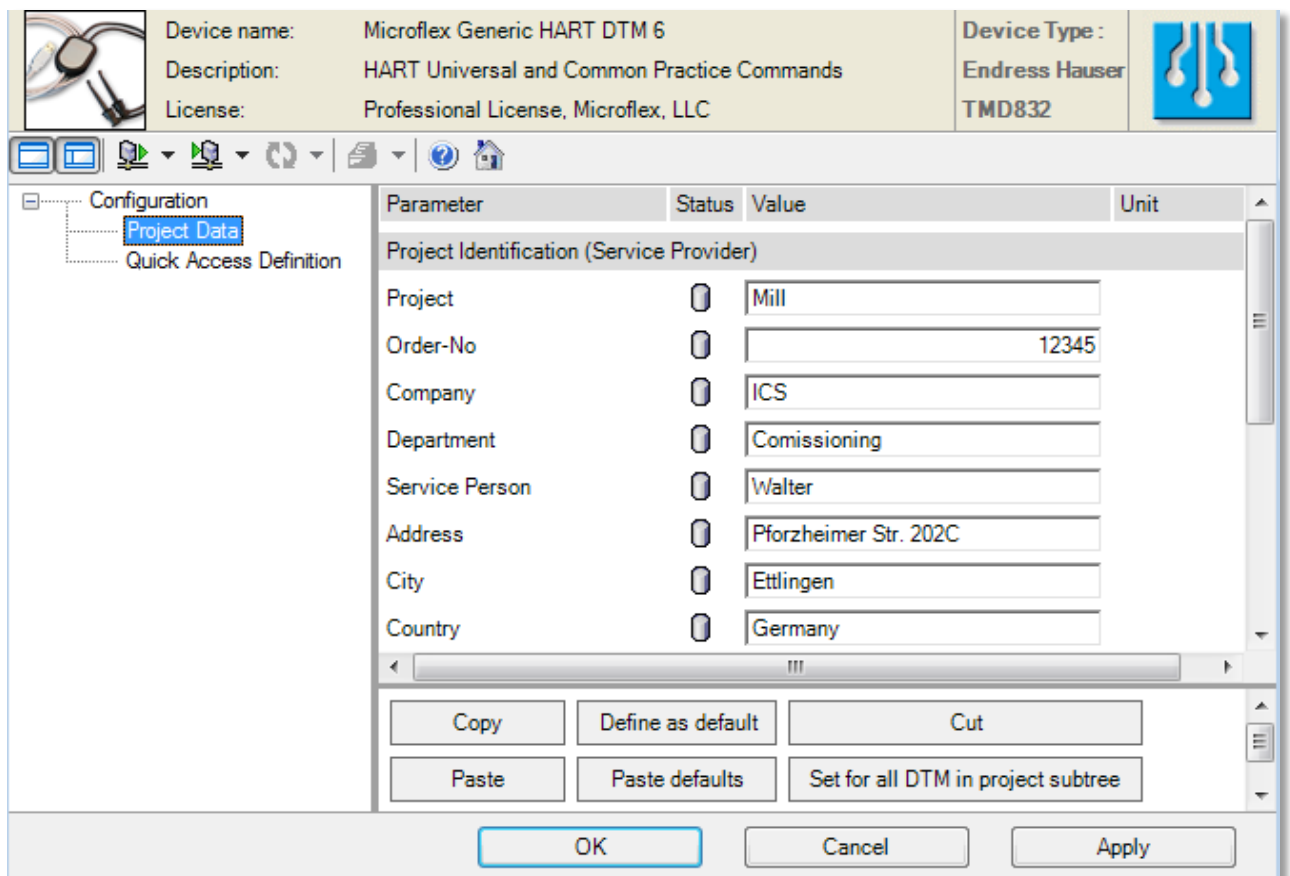 Device name: Microflex Generic HART DTM 6 Device Type :
Description: HART Universal and Common Practice Commands Endress Hauser
License: Professional License, Microflex, LLC TMD832
Configuration
Project Data
Quick Access Definition
Parameter Status Value Unit
Project Identification (Service Provider)
Project Mill
Order-No 12345
Company ICS
Department Comissioning
Service Person Walter
Address Pforzheimer Str. 202C
City Ettlingen
Country Germany
Copy Define as default Cut
Paste Paste defaults Set for all DTM in project subtree
OK Cancel Apply